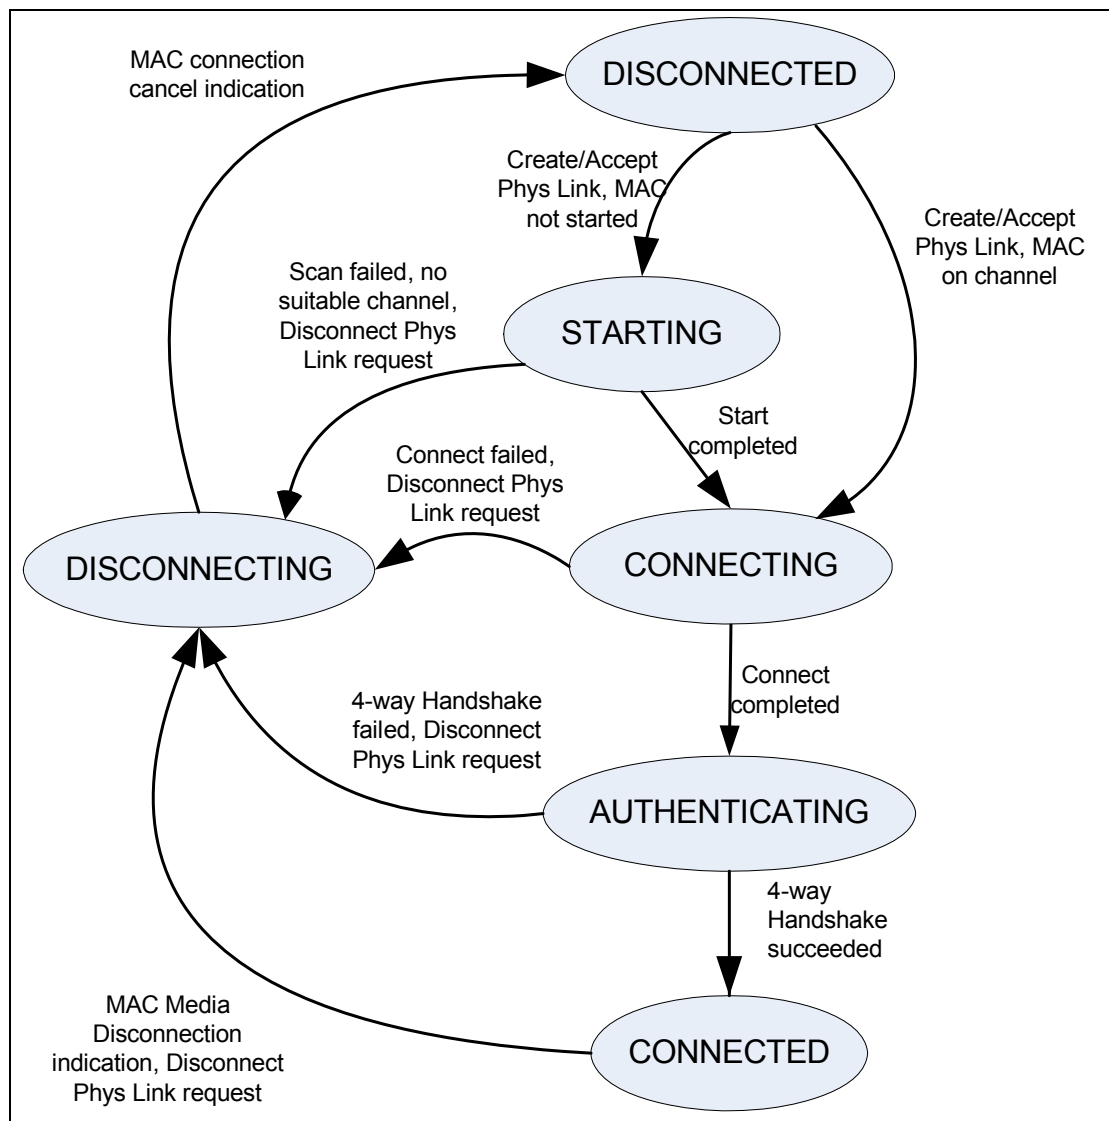 MAC connection
cancel indication
DISCONNECTED
Create/Accept
Phys Link, MAC
not started
Create/Accept
Phys Link, MAC
on channel
Scan failed, no
suitable channel,
Disconnect Phys
Link request
STARTING
Start
completed
Connect failed,
Disconnect Phys
Link request
DISCONNECTING
CONNECTING
Connect
completed
4-way Handshake
failed, Disconnect
Phys Link request
AUTHENTICATING
4-way
Handshake
succeeded
MAC Media
Disconnection
indication, Disconnect
Phys Link request
CONNECTED